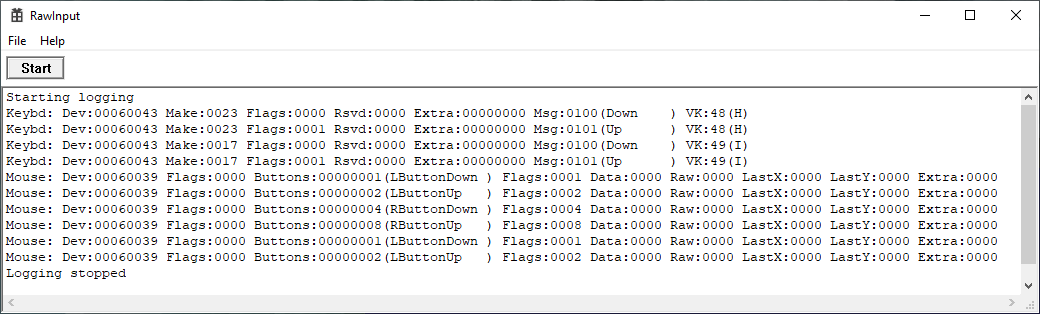 RawInput
File Help
Start
Starting logging
Keybd: Dev:00060043 Make:0023 Flags:0000 Rsvd:0000 Extra:00000000 Msg:0100(Down    ) VK:48(H)
Keybd: Dev:00060043 Make:0023 Flags:0001 Rsvd:0000 Extra:00000000 Msg:0101(Up      ) VK:48(H)
Keybd: Dev:00060043 Make:0017 Flags:0000 Rsvd:0000 Extra:00000000 Msg:0100(Down    ) VK:49(I)
Keybd: Dev:00060043 Make:0017 Flags:0001 Rsvd:0000 Extra:00000000 Msg:0101(Up      ) VK:49(I)
Mouse: Dev:00060039 Flags:0000 Buttons:00000001(LButtonDown ) Flags:0001 Data:0000 Raw:0000 LastX:0000 LastY:0000 Extra:0000
Mouse: Dev:00060039 Flags:0000 Buttons:00000002(LButtonUp   ) Flags:0002 Data:0000 Raw:0000 LastX:0000 LastY:0000 Extra:0000
Mouse: Dev:00060039 Flags:0000 Buttons:00000004(RButtonDown ) Flags:0004 Data:0000 Raw:0000 LastX:0000 LastY:0000 Extra:0000
Mouse: Dev:00060039 Flags:0000 Buttons:00000008(RButtonUp   ) Flags:0008 Data:0000 Raw:0000 LastX:0000 LastY:0000 Extra:0000
Mouse: Dev:00060039 Flags:0000 Buttons:00000001(LButtonDown ) Flags:0001 Data:0000 Raw:0000 LastX:0000 LastY:0000 Extra:0000
Mouse: Dev:00060039 Flags:0000 Buttons:00000002(LButtonUp   ) Flags:0002 Data:0000 Raw:0000 LastX:0000 LastY:0000 Extra:0000
Logging stopped